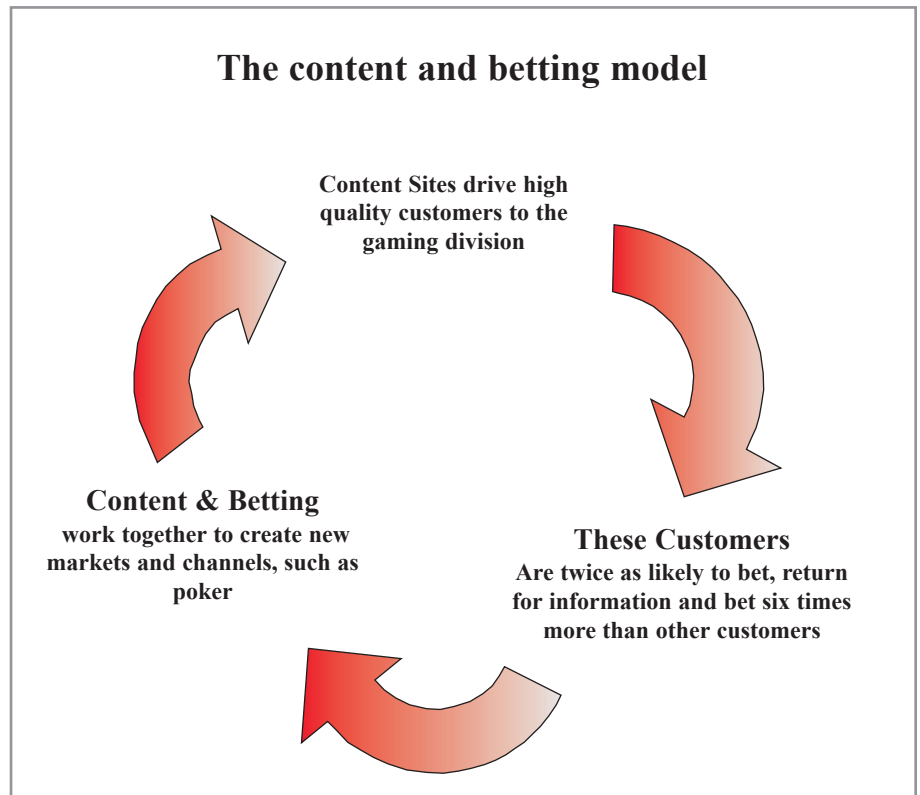 The content and betting model
Content Sites drive high
quality customers to the
gaming division
These Customers
Are twice as likely to bet, return
for information and bet six times
more than other customers
Content & Betting
work together to create new
markets and channels, such as
poker